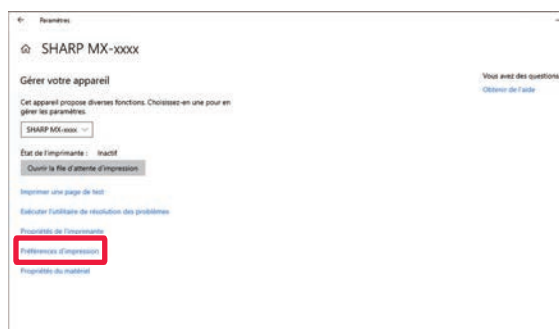 Paramètres
SHARP MX-xxxx
Gérer votre appareil
Cet appareil propose diverses fonctions. Choisissez-en une pour en
gérer les paramètres.
SHARP MX-xxxx
État de l'imprimante : Inactif
Ouvrir la file d'attente d'impression
Imprimer une page de test
Exécuter l'utilitaire de résolution des problèmes
Propriétés de l'imprimante
Préférences d'impression
Propriétés du matériel
Vous avez des questions
Obtenir de l'aide